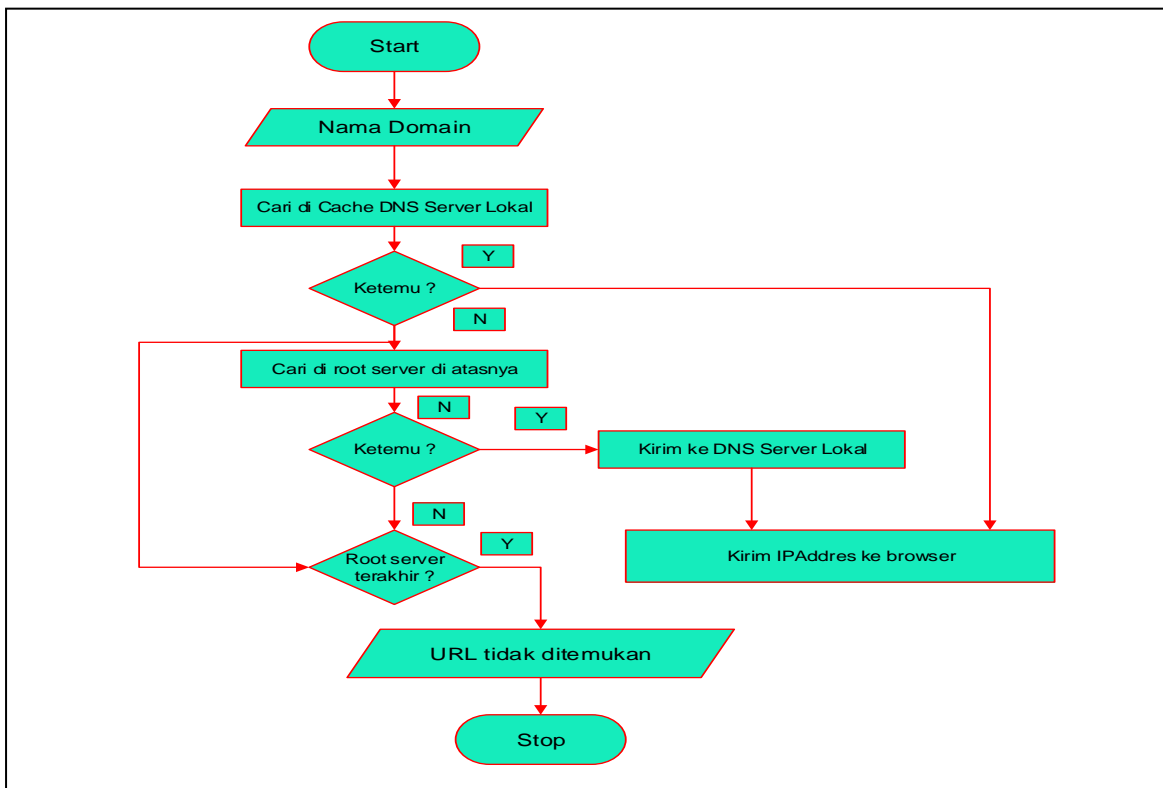 Start
Nama Domain
Cari di Cache DNS Server Lokal
Y
Ketemu ?
N
Cari di root server di atasnya
N
Y
Ketemu ?
Kirim ke DNS Server Lokal
N
Y
Root server
terakhir ?
Kirim IPAddres ke browser
URL tidak ditemukan
Stop